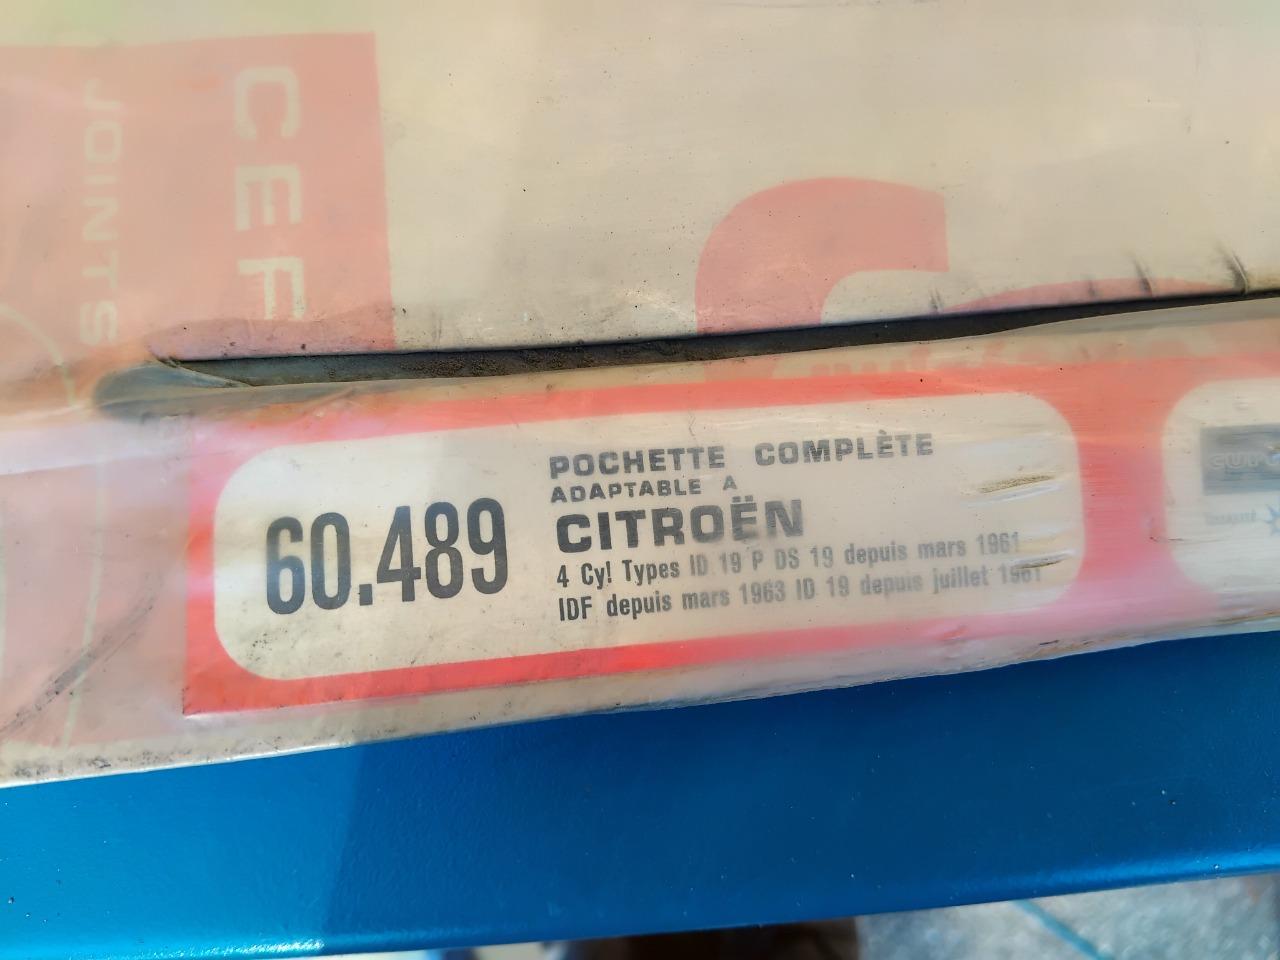 JOINTS
CEF
60.489
POCHETTE COMPLÈTE
ADAPTABLE A
CITROËN
4 Cyl Types ID 19 P DS 19 depuis mars 1961
IDF depuis mars 1963 ID 19 depuis juillet 1961